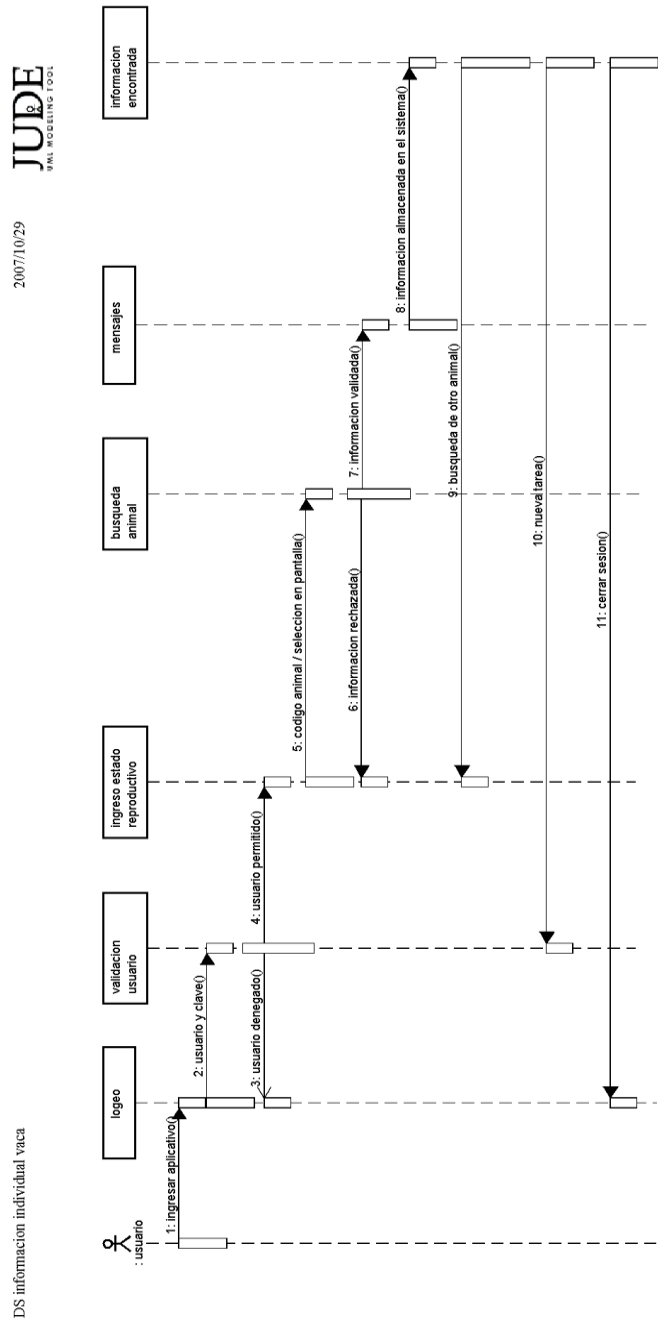 DS informacion individual vaca
2007/10/29
JUDE
UML MODELING TOOL
: usuario
logeo
validacion
usuario
ingreso estado
reproductivo
busqueda
animal
mensajes
informacion
encontrada
1: ingresar aplicativo()
2: usuario y clave()
3: usuario denegado()
4: usuario permitido()
5: codigo animal / seleccion en pantalla()
6: informacion rechazada()
7: informacion validada()
8: informacion almacenada en el sistema()
9: busqueda de otro animal()
10: nueva tarea()
11: cerrar sesion()